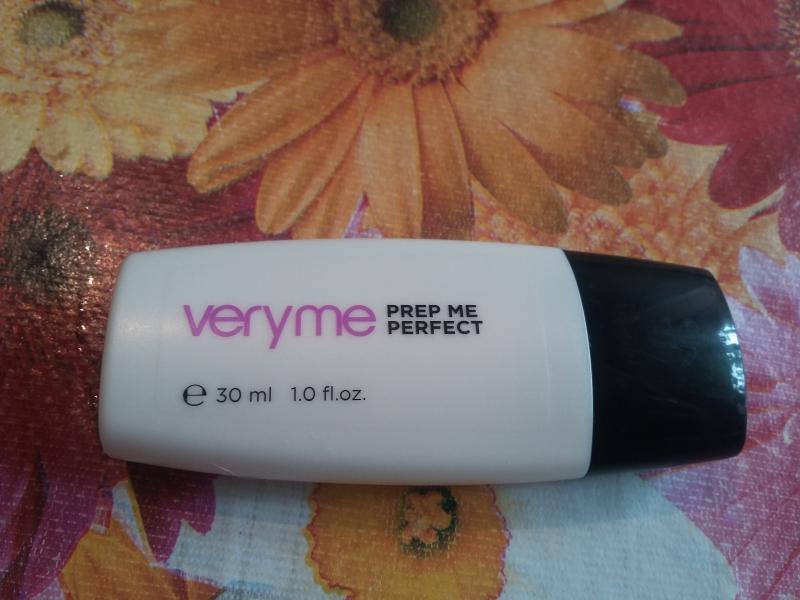 veryme PREP ME
PERFECT
℮ 30 ml 1.0 fl.oz.